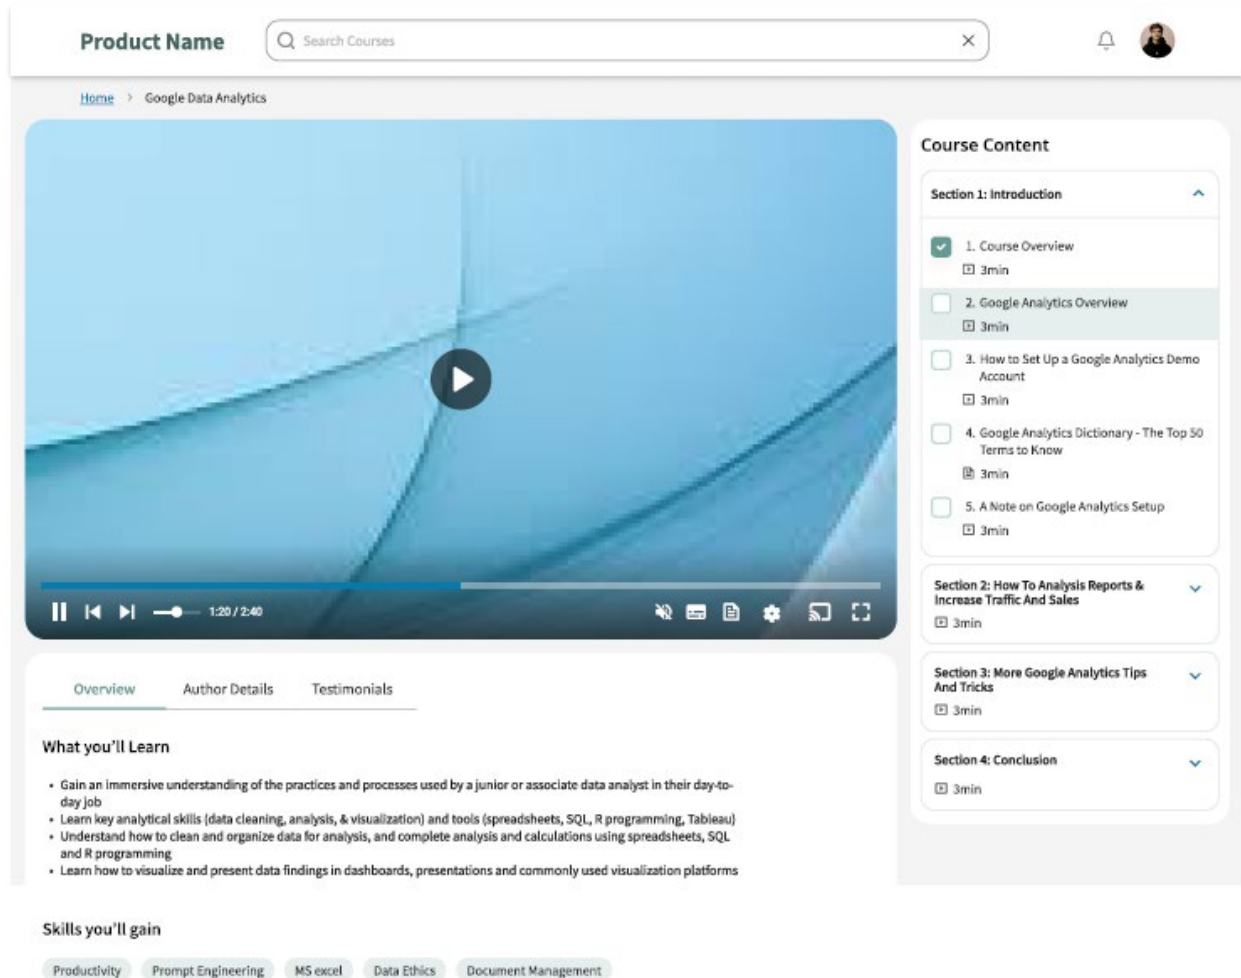 Product Name
Search Courses
Home > Google Data Analytics
1:20 / 2:40
Course Content
Section 1: Introduction
1. Course Overview
3min
2. Google Analytics Overview
3min
3. How to Set Up a Google Analytics Demo
Account
3min
4. Google Analytics Dictionary - The Top 50
Terms to Know
3min
5. A Note on Google Analytics Setup
3min
Section 2: How To Analysis Reports &
Increase Traffic And Sales
3min
Section 3: More Google Analytics Tips
And Tricks
3min
Section 4: Conclusion
3min
Overview Author Details Testimonials
What you'll Learn
• Gain an immersive understanding of the practices and processes used by a junior or associate data analyst in their day-to-
day job
• Learn key analytical skills (data cleaning, analysis, & visualization) and tools (spreadsheets, SQL, R programming, Tableau)
• Understand how to clean and organize data for analysis, and complete analysis and calculations using spreadsheets, SQL
and R programming
• Learn how to visualize and present data findings in dashboards, presentations and commonly used visualization platforms
Skills you'll gain
Productivity Prompt Engineering MS excel Data Ethics Document Management